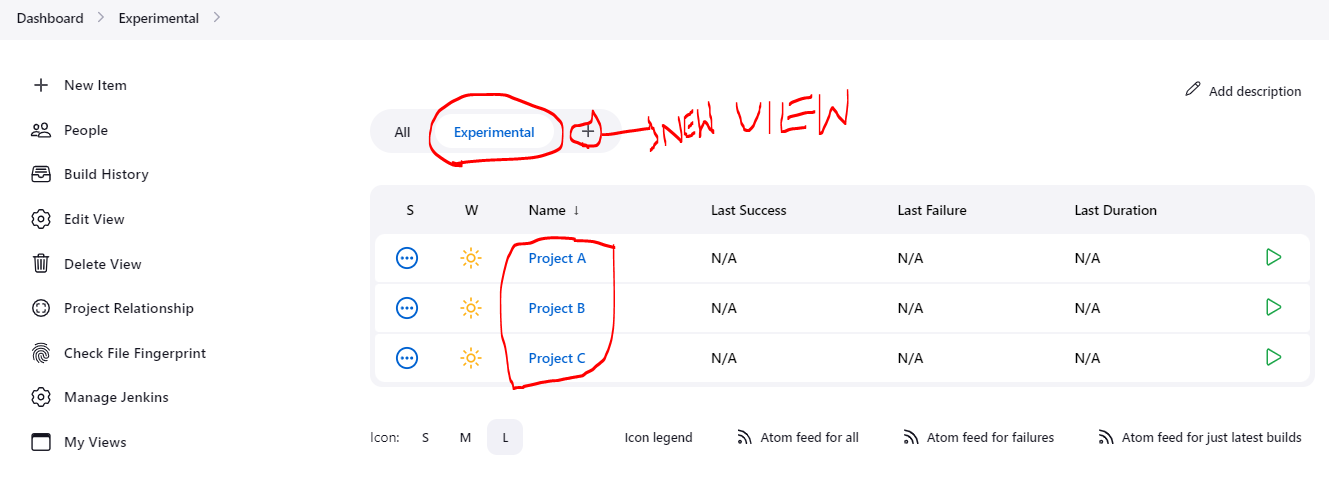 Dashboard Experimental
New Item
People
Build History
Edit View
Delete View
Project Relationship
Check File Fingerprint
Manage Jenkins
My Views
Add description
All Experimental + NEW VIEW
S W Name ↓ Last Success Last Failure Last Duration
Project A N/A N/A N/A
Project B N/A N/A N/A
Project C N/A N/A N/A
Icon: S M L Icon legend Atom feed for all Atom feed for failures Atom feed for just latest builds